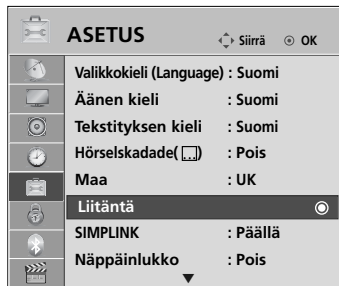 ASETUS Siirrä OK
Valikkokieli (Language) : Suomi
Äänen kieli : Suomi
Tekstityksen kieli : Suomi
Hörselskadade( ) : Pois
Maa : UK
Liitäntä
SIMPLINK : Päällä
Näppäinlukko : Pois